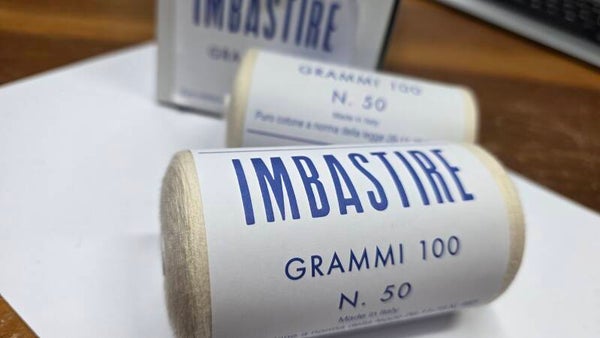 IMBASTIRE
GRAMMI 100
N. 50
Made in Italy
Puro cotone a norma della legge
IMBASTIRE
GRAMMI 100
N. 50
Made in Italy